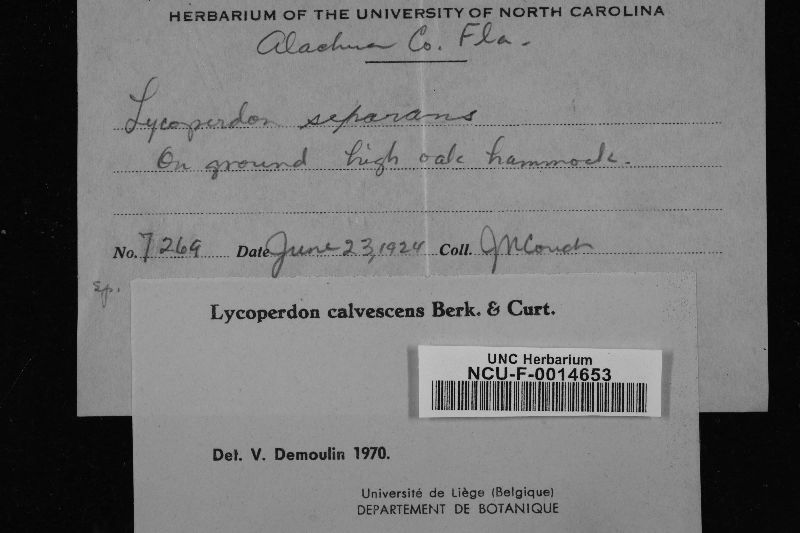 HERBARIUM OF THE UNIVERSITY OF NORTH CAROLINA
Alachua Co. Fla.
Lycoperdon separans
On ground high oak hammock.
No. 7269 Date June 23, 1924 Coll. JNCouch
sp.
Lycoperdon calvescens Berk. & Curt.
UNC Herbarium
NCU-F-0014653
Det. V. Demoulin 1970.
Université de Liège (Belgique)
DEPARTEMENT DE BOTANIQUE